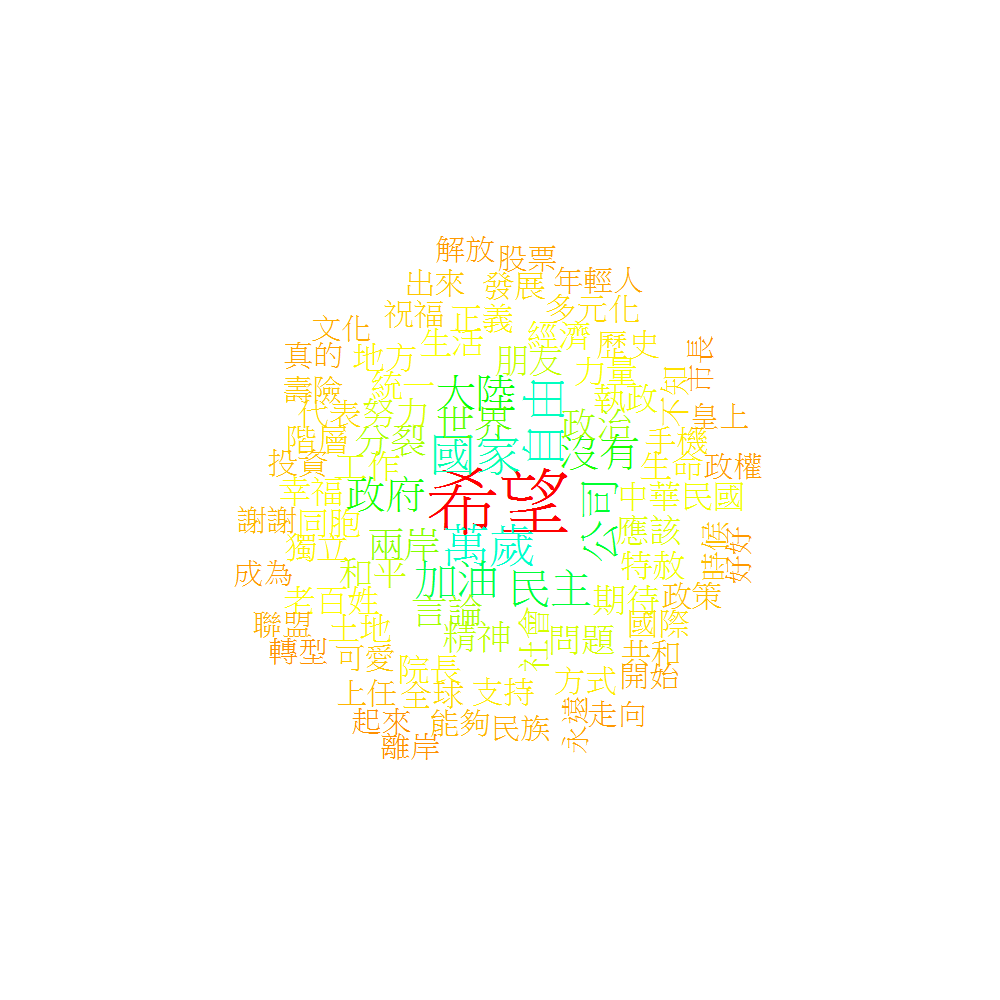 解放
股票
出來
發展
年輕人
祝福
正義
多元化
文化
生活
經濟
歷史
真的
地方
朋友
力量
市長
壽險
統一
大陸
自由
執政
不知
代表
努力
世界
政治
皇上
階層
分裂
國家
沒有
手機
投資
工作
生命
政權
幸福
政府
希望
公司
中華民國
謝謝
同胞
應該
時候
好好
獨立
兩岸
萬歲
成為
和平
加油
民主
特赦
老百姓
言論
期待
政策
聯盟
土地
精神
社會
問題
國際
轉型
可愛
院長
共和
開始
上任
全球
支持
方式
起來
能夠
民族
永遠
走向
離岸